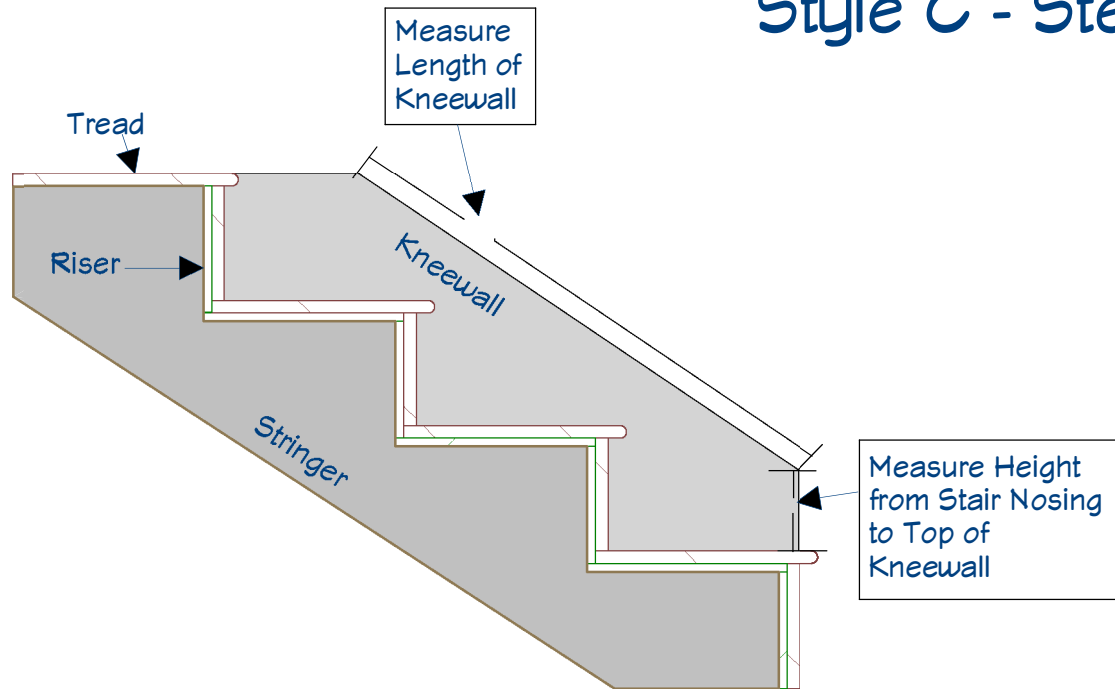 Style C - Ste
Measure
Length of
Kneewall
Tread
Riser
Kneewall
Stringer
Measure Height
from Stair Nosing
to Top of
Kneewall